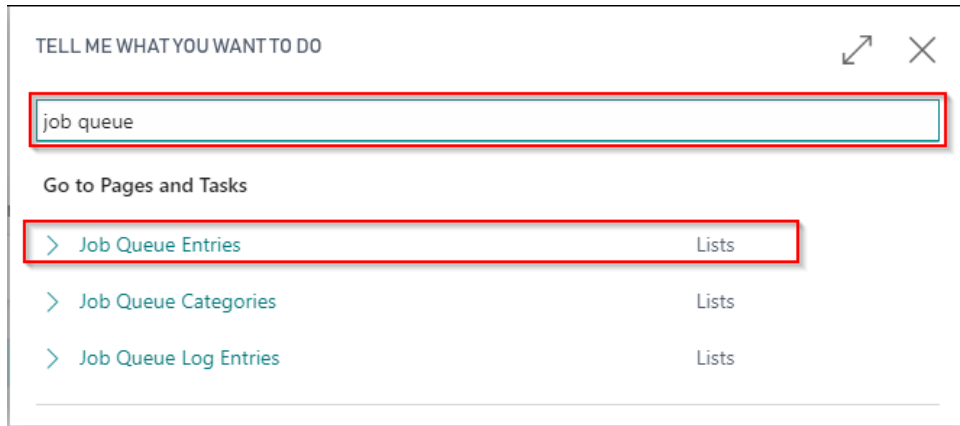 TELL ME WHAT YOU WANT TO DO
job queue
Go to Pages and Tasks
Job Queue Entries Lists
Job Queue Categories Lists
Job Queue Log Entries Lists